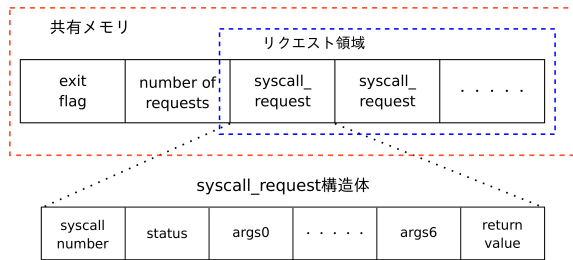 共有メモリ
リクエスト領域
exit
flag
number of
requests
syscall_
request
syscall_
request
· · · · ·
syscall_request構造体
syscall
number
status
args0
· · · · ·
args6
return
value